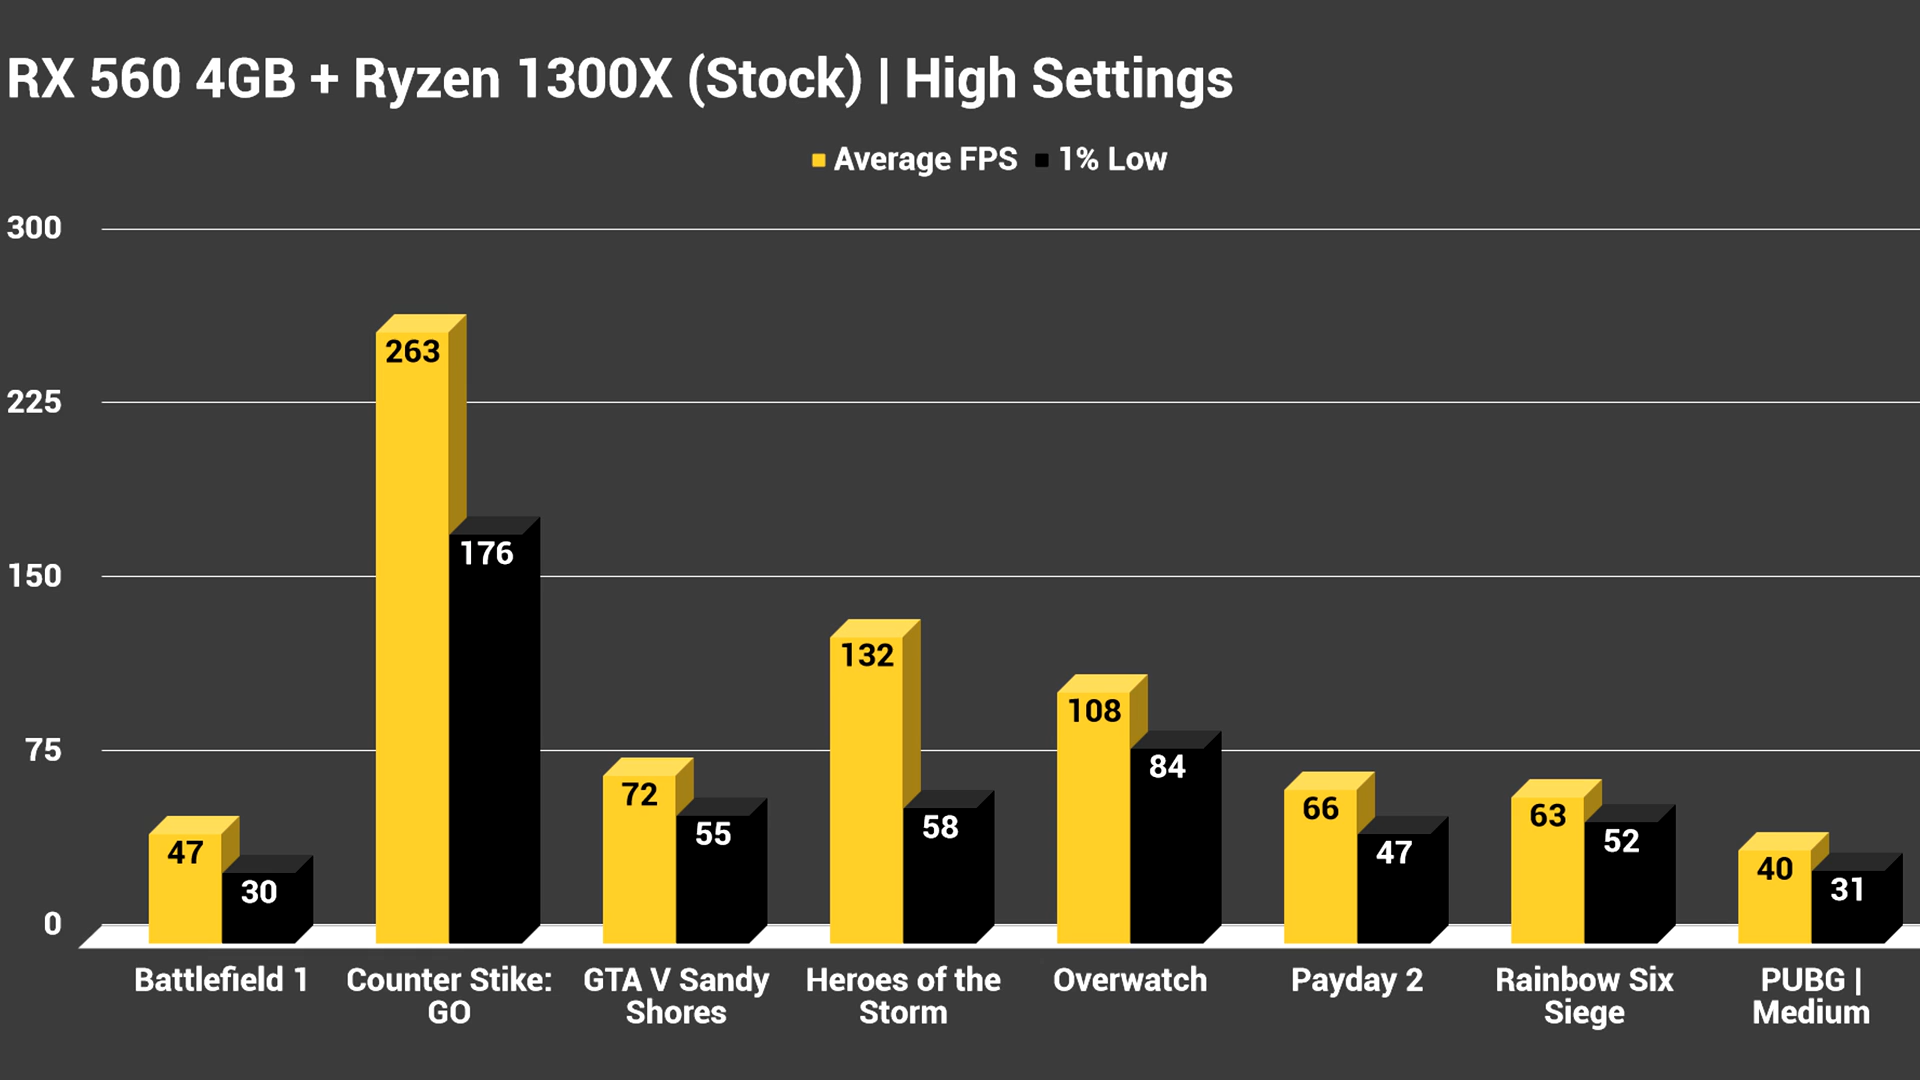 RX 560 4GB + Ryzen 1300X (Stock) | High Settings
Average FPS 1% Low
300
225
150
75
0
263
176
132
108
84
72
55
58
66
47
63
52
47
30
40
31
Battlefield 1
Counter Stike:
GO
GTA V Sandy
Shores
Heroes of the
Storm
Overwatch
Payday 2
Rainbow Six
Siege
PUBG |
Medium